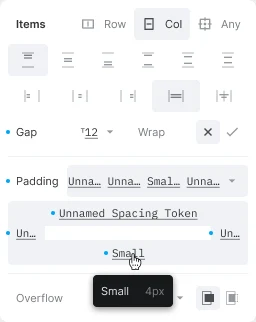 Items Row Col Any
Gap T12 Wrap
Padding Unna… Unna… Smal… Unna…
Unnamed Spacing Token
Un… Un…
Small
Small 4px
Overflow